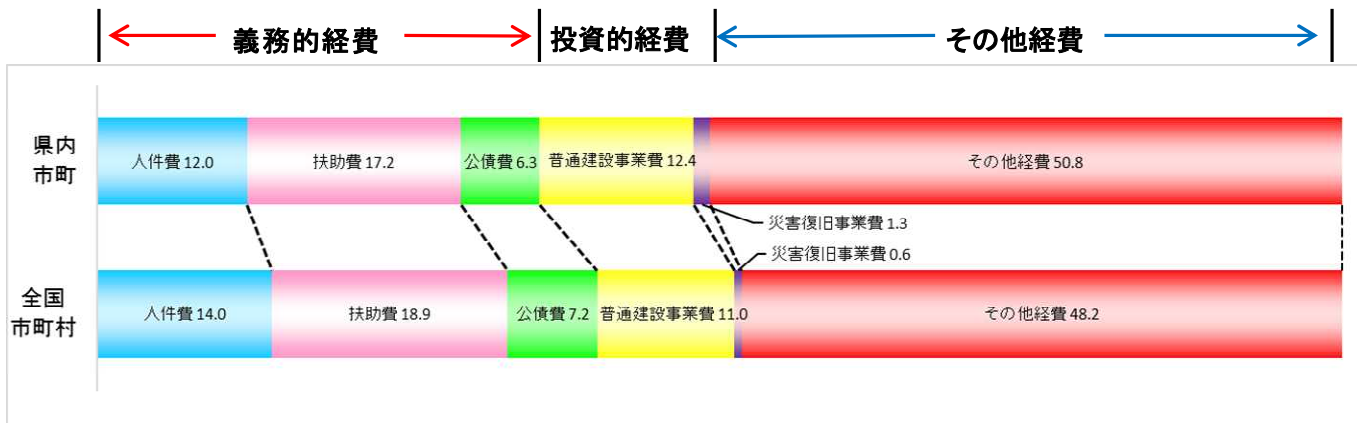 義務的経費
投資的経費
その他経費
県内
市町
人件費 12.0
扶助費 17.2
公債費 6.3
普通建設事業費 12.4
その他経費 50.8
災害復旧事業費 1.3
災害復旧事業費 0.6
全国
市町村
人件費 14.0
扶助費 18.9
公債費 7.2
普通建設事業費 11.0
その他経費 48.2